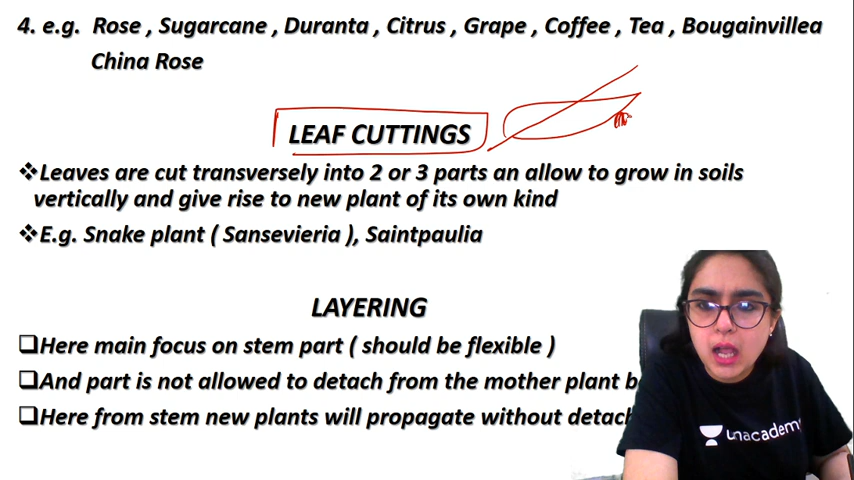 4. e.g. Rose , Sugarcane , Duranta , Citrus , Grape , Coffee , Tea , Bougainvillea
China Rose
LEAF CUTTINGS
❖Leaves are cut transversely into 2 or 3 parts an allow to grow in soils
vertically and give rise to new plant of its own kind
❖E.g. Snake plant ( Sansevieria ), Saintpaulia
LAYERING
❑Here main focus on stem part ( should be flexible )
❑And part is not allowed to detach from the mother plant
❑Here from stem new plants will propagate without
unacademy